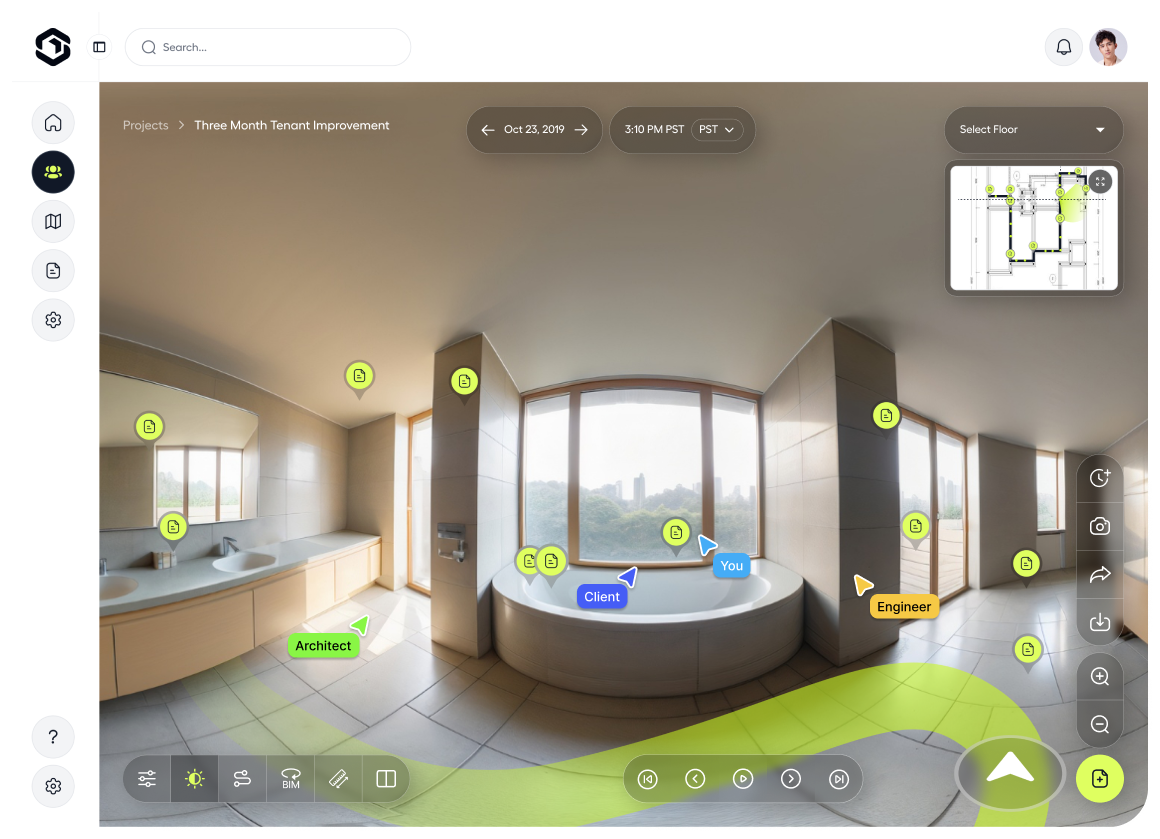 Search...
Projects > Three Month Tenant Improvement
Oct 23, 2019
3:10 PM PST
PST
Select Floor
You
Client
Engineer
Architect
?
BIM